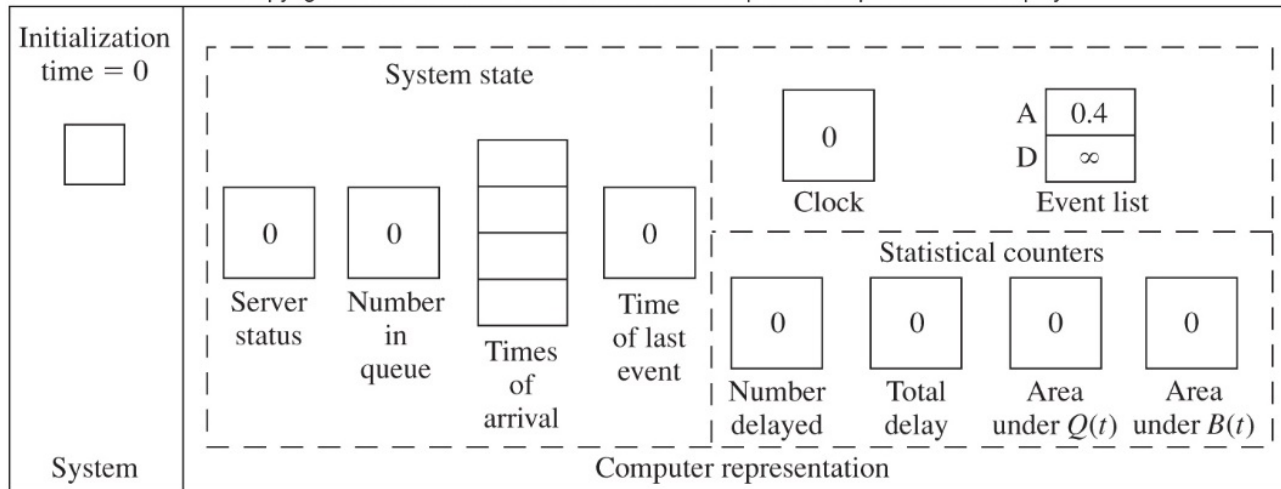 Initialization
time = 0
System
System state
0
Server
status
0
Number
in
queue
Times
of
arrival
0
Time
of last
event
0
Clock
A 0.4
D ∞
Event list
Statistical counters
0
Number
delayed
0
Total
delay
0
Area
under Q(t)
0
Area
under B(t)
Computer representation